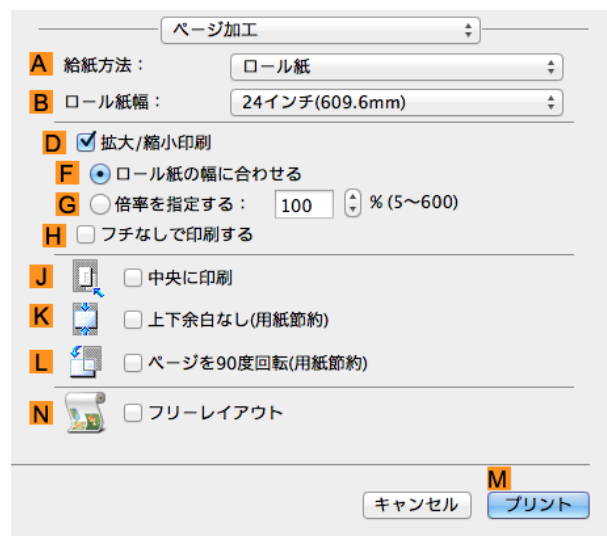 ページ加工
A 給紙方法： ロール紙
B ロール紙幅： 24インチ(609.6mm)
D 拡大/縮小印刷
F ロール紙の幅に合わせる
G 倍率を指定する： 100 % (5～600)
H フチなしで印刷する
J 中央に印刷
K 上下余白なし(用紙節約)
L ページを90度回転(用紙節約)
N フリーレイアウト
M
キャンセル プリント